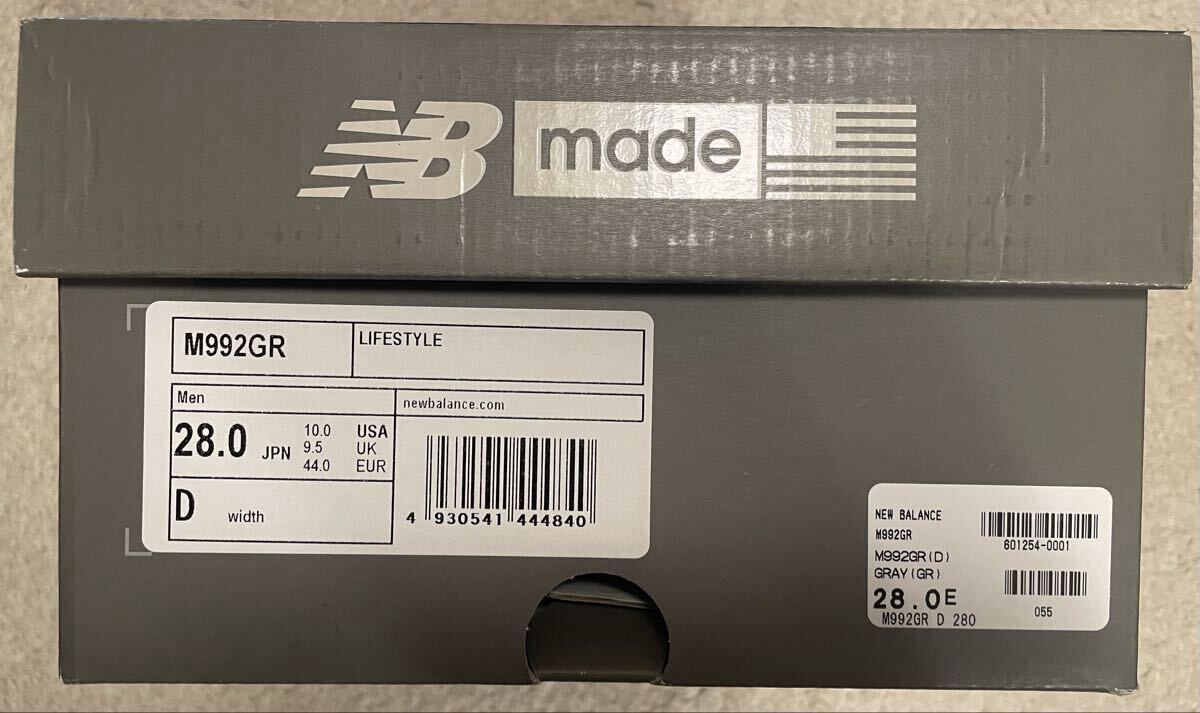 NB made
M992GR
LIFESTYLE
Men
newbalance.com
28.0 JPN
10.0 USA
9.5 UK
44.0 EUR
D width
4 930541 444840
NEW BALANCE
M992GR
601254-0001
M992GR(D)
GRAY(GR)
28.0E
055
M992GR D 280